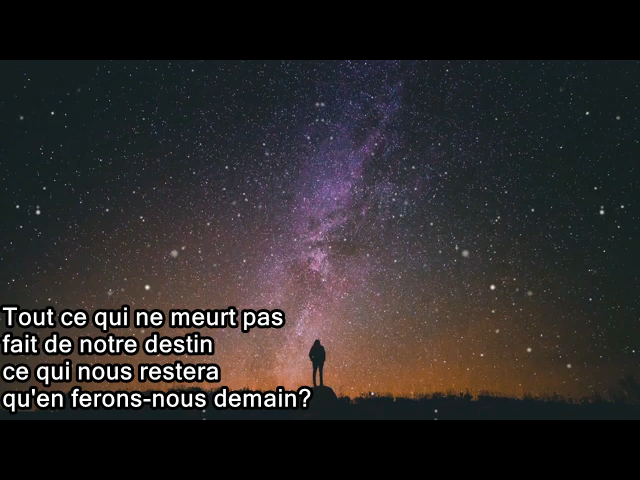 Tout ce qui ne meurt pas
fait de notre destin
ce qui nous restera
qu'en ferons-nous demain?